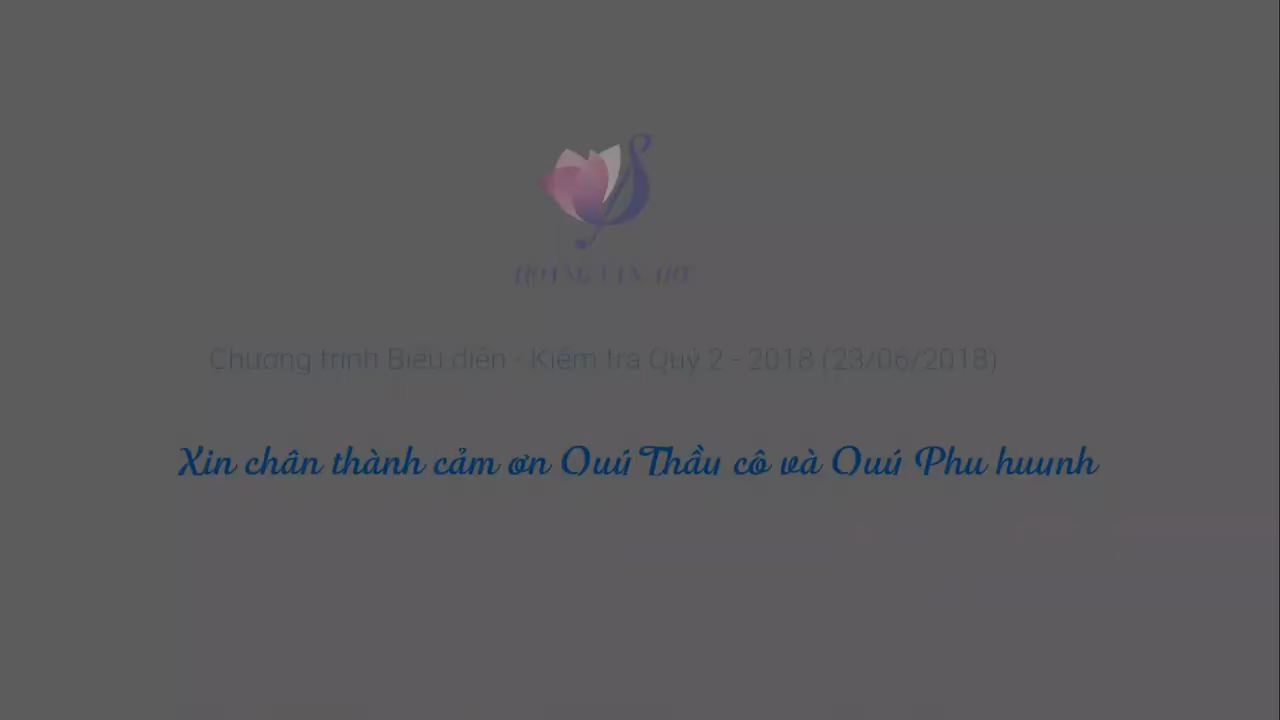 Chương trình Biểu diễn - Kiểm tra Quý 2 - 2018 (23/06/2018)
Xin chân thành cảm ơn Quý Thầy cô và Quý Phụ huynh